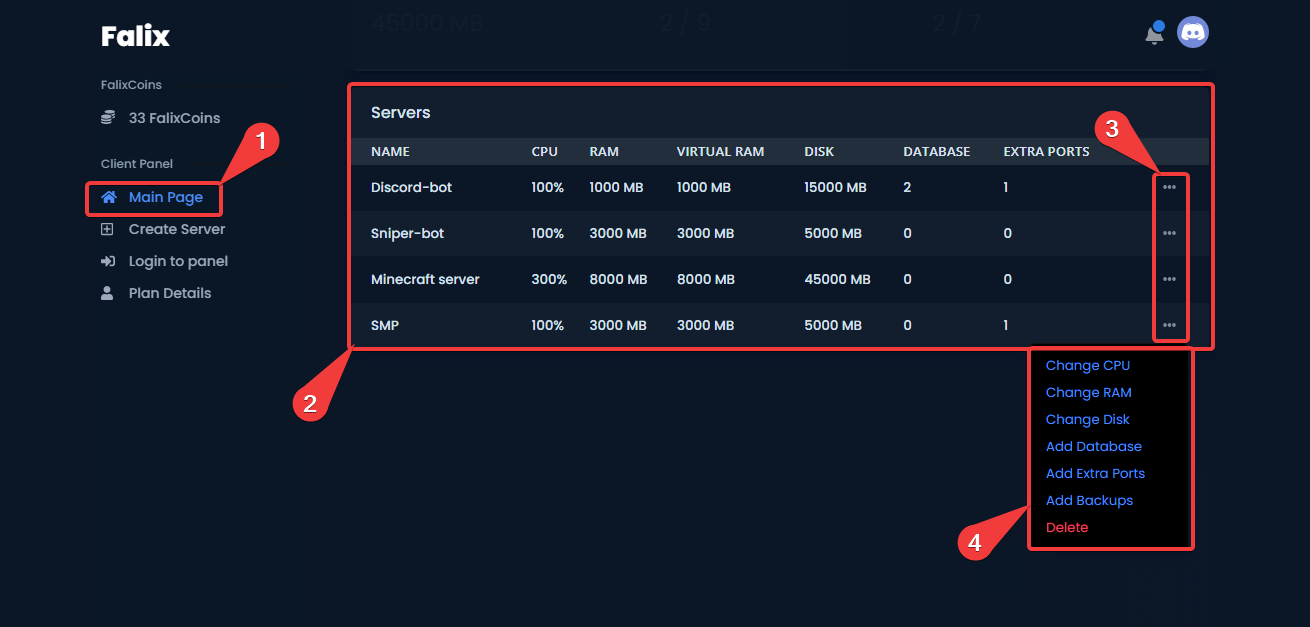 45000 MB 2 / 9 2 / 7
Falix
FalixCoins
33 FalixCoins
1
Client Panel
Main Page
Create Server
Login to panel
Plan Details
Servers
3
NAME CPU RAM VIRTUAL RAM DISK DATABASE EXTRA PORTS
Discord-bot 100% 1000 MB 1000 MB 15000 MB 2 1
Sniper-bot 100% 3000 MB 3000 MB 5000 MB 0 0
Minecraft server 300% 8000 MB 8000 MB 45000 MB 0 0
SMP 100% 3000 MB 3000 MB 5000 MB 0 1
2
Change CPU
Change RAM
Change Disk
Add Database
Add Extra Ports
Add Backups
Delete
4